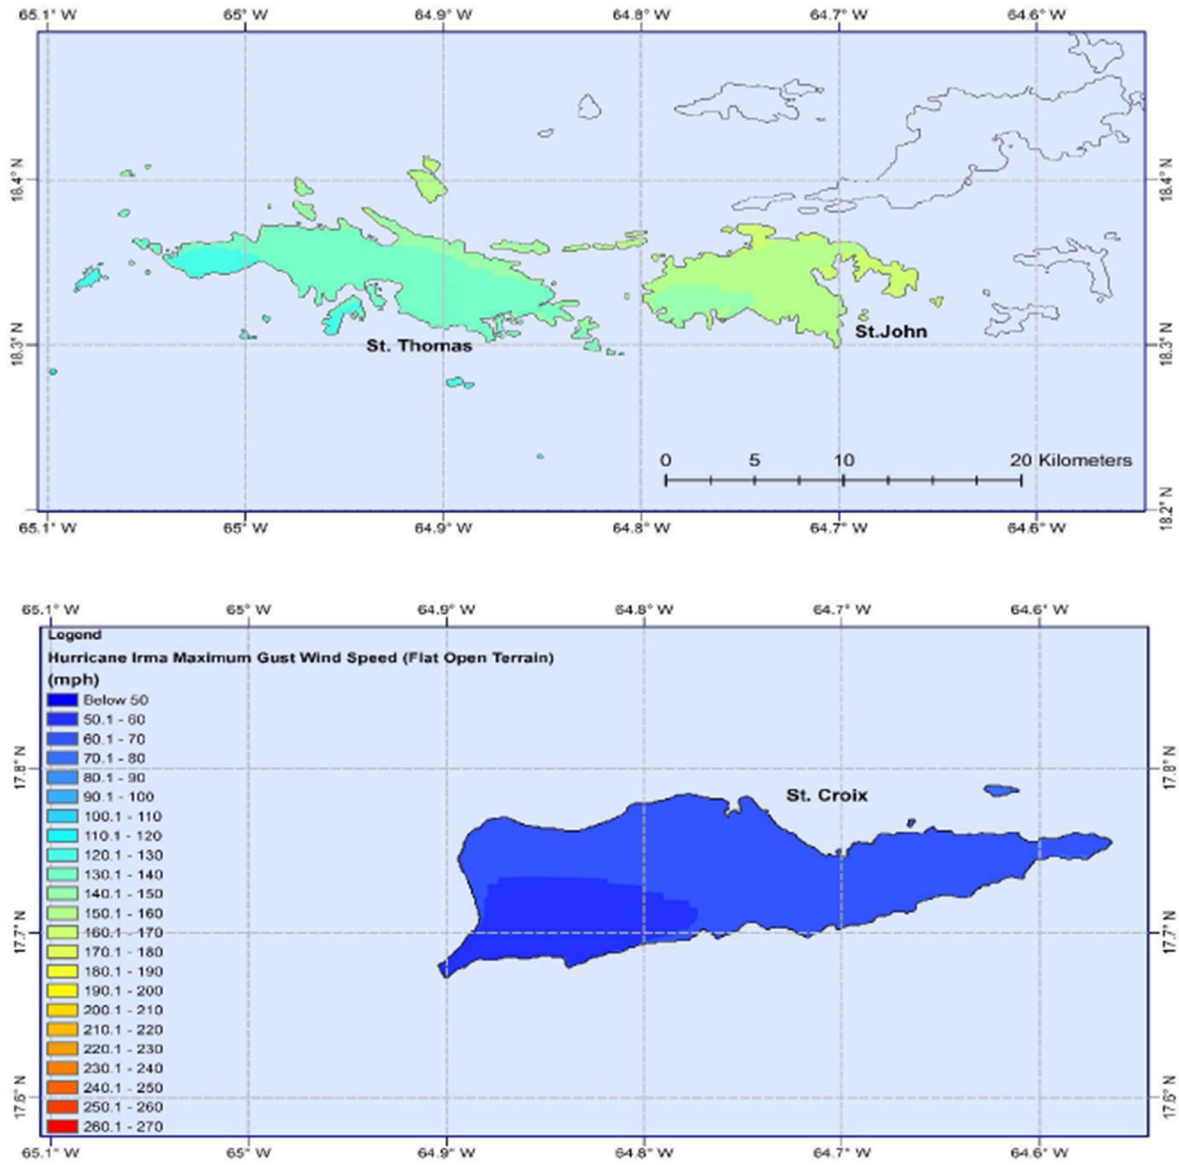 65.1° W 65° W 64.9° W 64.8° W 64.7° W 64.6° W
18.4° N 18.4° N
18.3° N 18.3° N
St. Thomas
St.John
0 5 10 20 Kilometers
18.2° N
65.1° W 65° W 64.9° W 64.8° W 64.7° W 64.6° W
65.1° W 65° W 64.9° W 64.8° W 64.7° W 64.6° W
Legend
Hurricane Irma Maximum Gust Wind Speed (Flat Open Terrain)
(mph)
Below 50
50.1 - 60
60.1 - 70
70.1 - 80
80.1 - 90
90.1 - 100
100.1 - 110
110.1 - 120
120.1 - 130
130.1 - 140
140.1 - 150
150.1 - 160
160.1 - 170
170.1 - 180
180.1 - 190
190.1 - 200
200.1 - 210
210.1 - 220
220.1 - 230
230.1 - 240
240.1 - 250
250.1 - 260
260.1 - 270
17.8° N 17.8° N
St. Croix
17.7° N 17.7° N
17.6° N 17.6° N
65.1° W 65° W 64.9° W 64.8° W 64.7° W 64.6° W